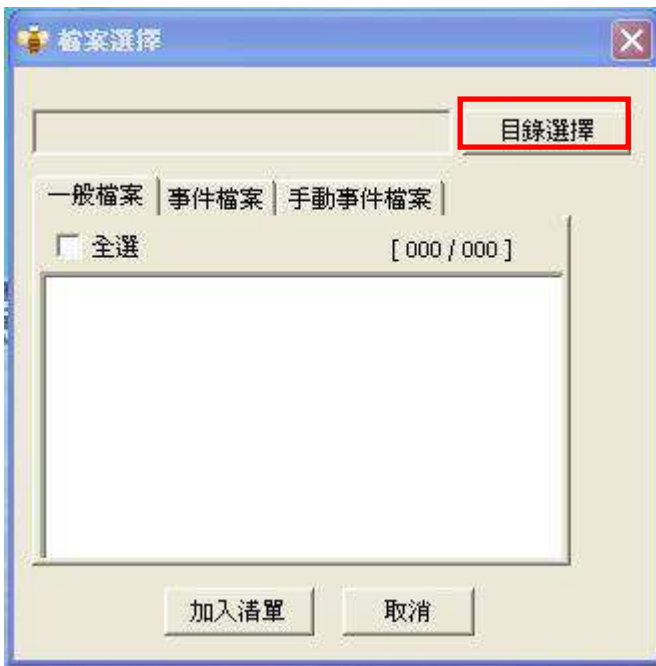 檔案選擇
目錄選擇
一般檔案 事件檔案 手動事件檔案
全選 [ 000 / 000 ]
加入清單 取消